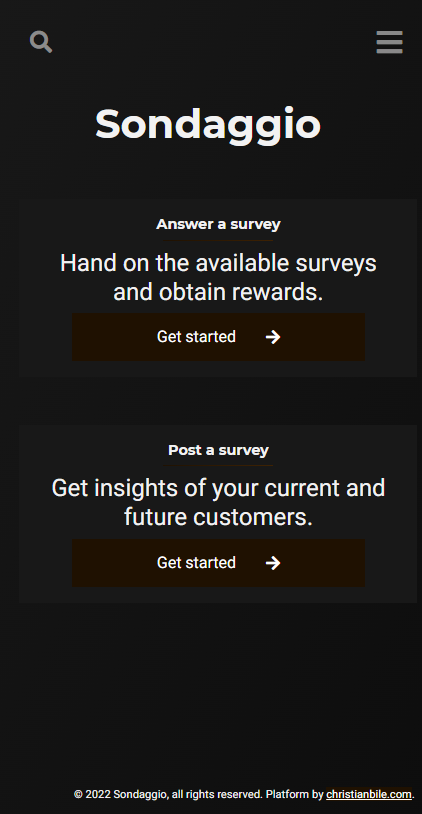 Sondaggio
Answer a survey
Hand on the available surveys
and obtain rewards.
Get started
Post a survey
Get insights of your current and
future customers.
Get started
© 2022 Sondaggio, all rights reserved. Platform by christianbile.com.